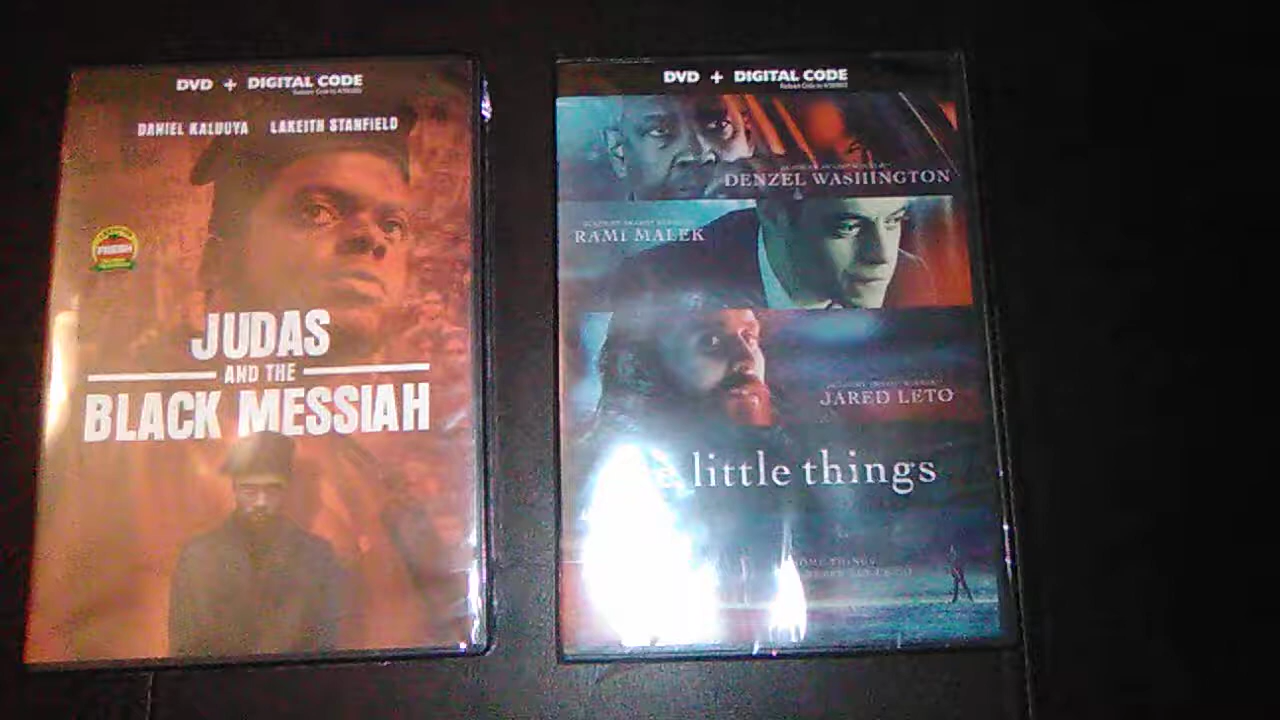 DVD + DIGITAL CODE
DANIEL KALUUYA LAKEITH STANFIELD
JUDAS
AND THE
BLACK MESSIAH
DVD + DIGITAL CODE
DENZEL WASHINGTON
RAMI MALEK
JARED LETO
little things